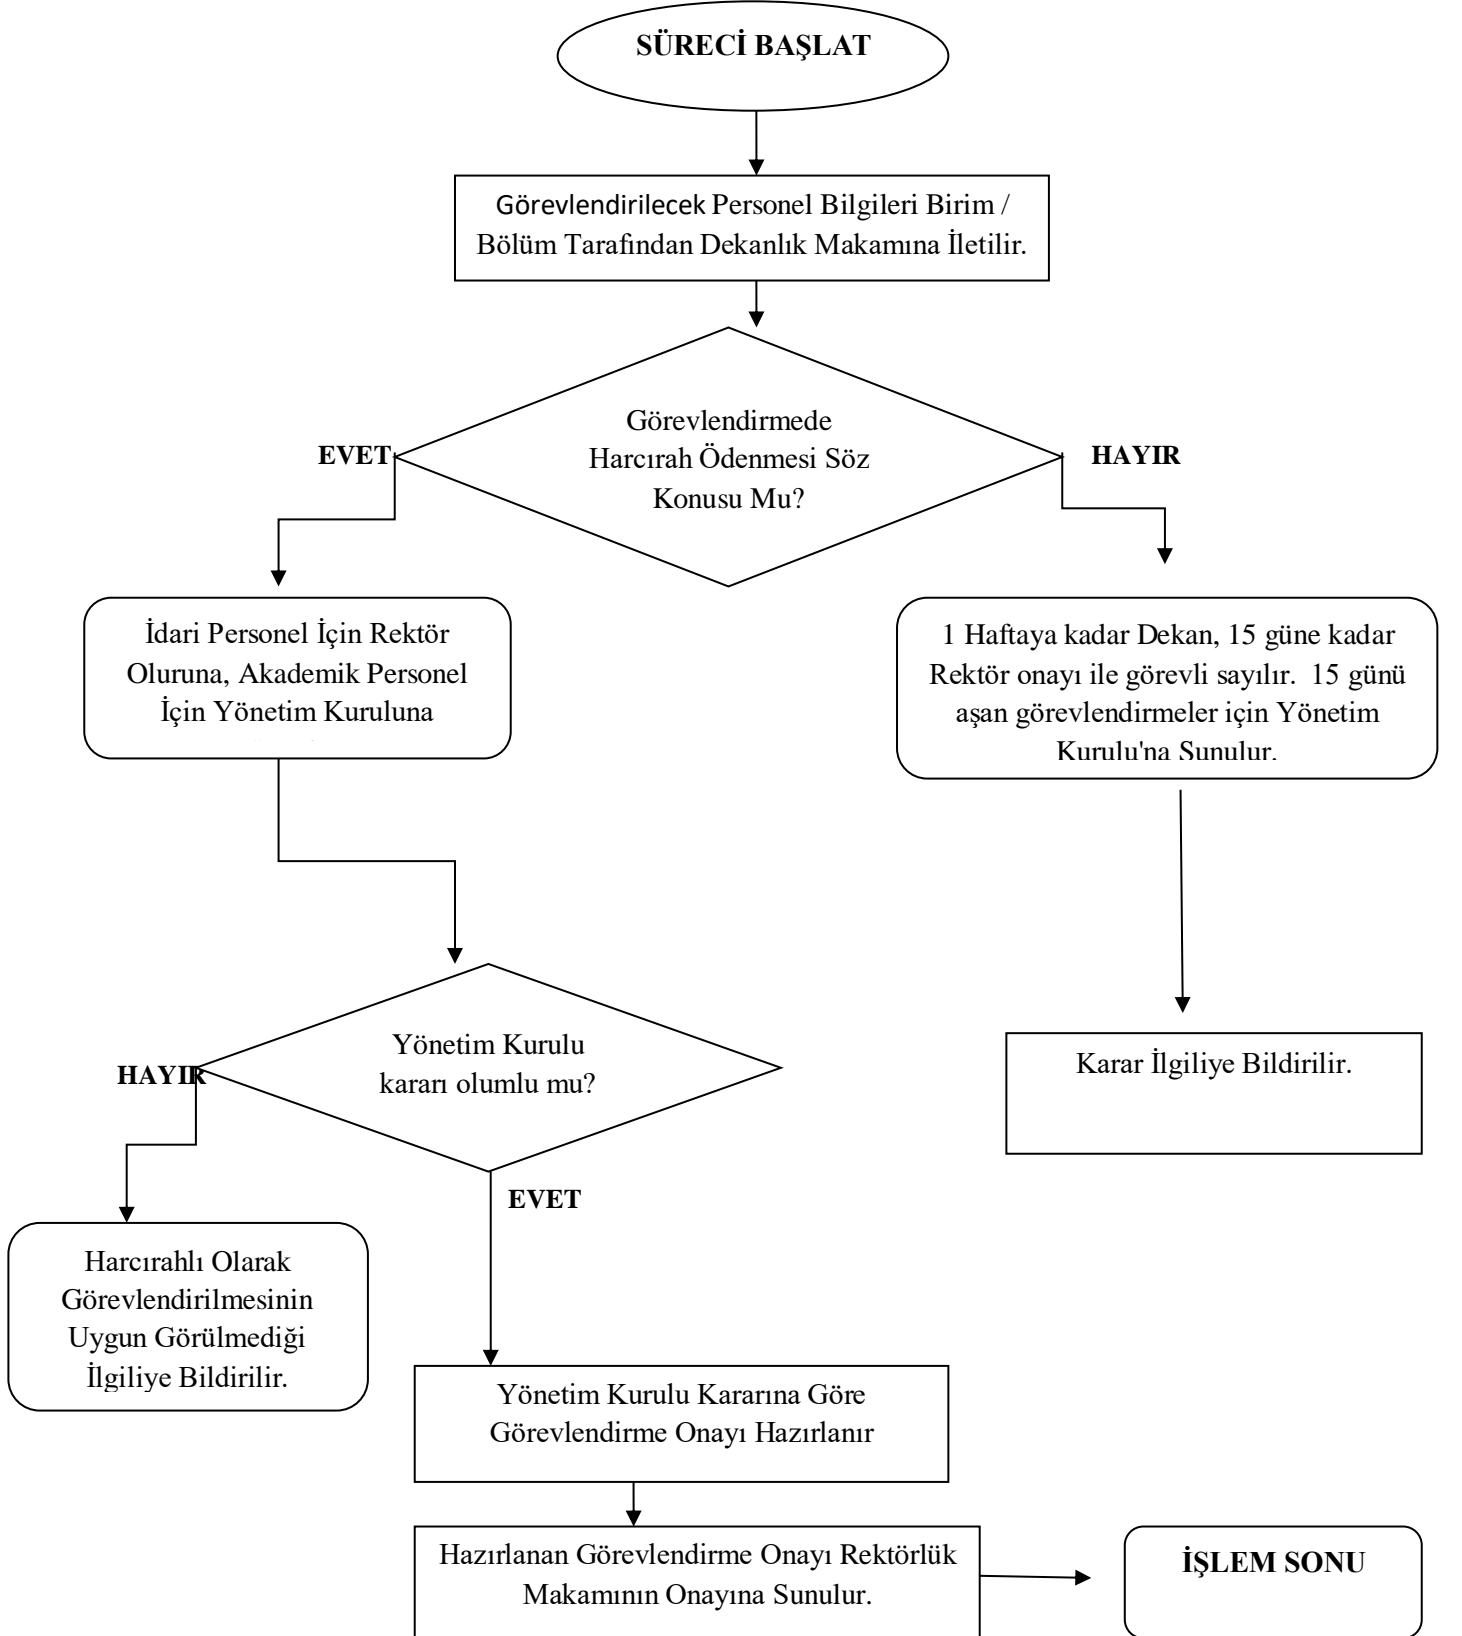 SÜRECİ BAŞLAT
Görevlendirilecek Personel Bilgileri Birim /
Bölüm Tarafından Dekanlık Makamına İletilir.
Görevlendirmede
Harcırah Ödenmesi Söz
Konusu Mu?
EVET
HAYIR
İdari Personel İçin Rektör
Oluruna, Akademik Personel
İçin Yönetim Kuruluna
1 Haftaya kadar Dekan, 15 güne kadar
Rektör onayı ile görevli sayılır. 15 günü
aşan görevlendirmeler için Yönetim
Kurulu'na Sunulur.
Yönetim Kurulu
kararı olumlu mu?
HAYIR
EVET
Karar İlgiliye Bildirilir.
Harcırahlı Olarak
Görevlendirilmesinin
Uygun Görülmediği
İlgiliye Bildirilir.
Yönetim Kurulu Kararına Göre
Görevlendirme Onayı Hazırlanır
Hazırlanan Görevlendirme Onayı Rektörlük
Makamının Onayına Sunulur.
İŞLEM SONU